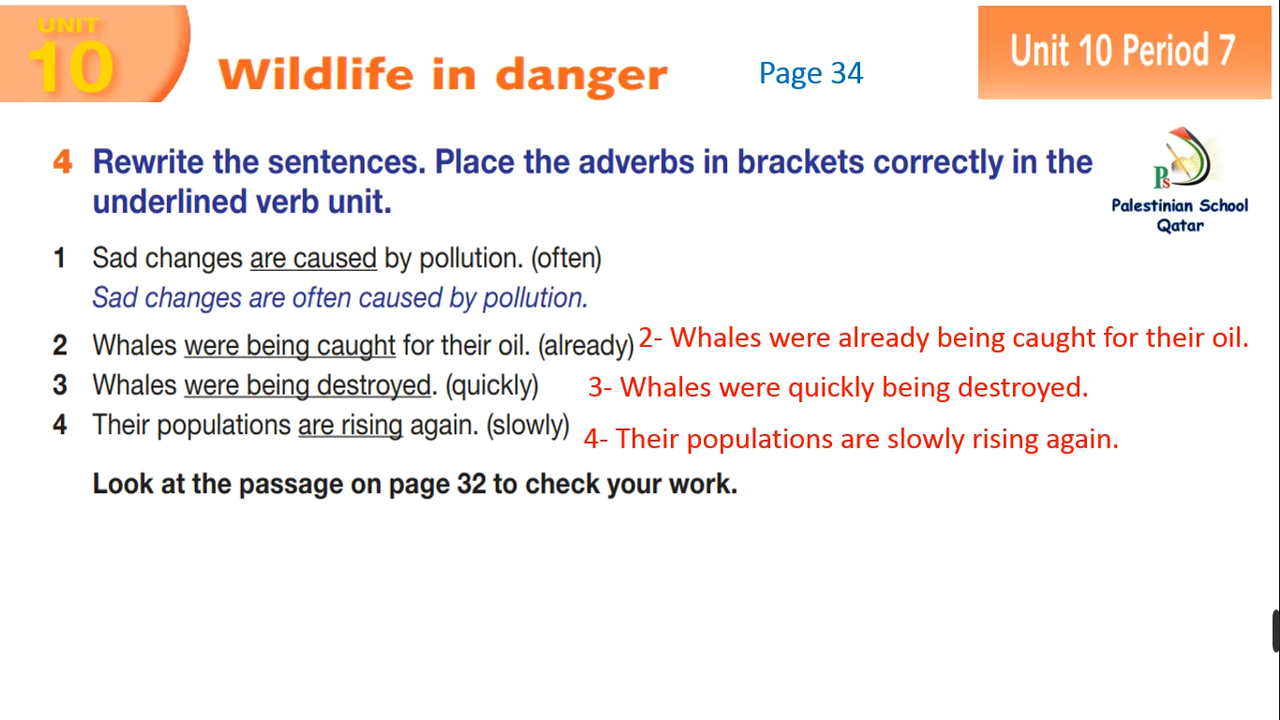 UNIT
10
Wildlife in danger
Page 34
Unit 10 Period 7
4 Rewrite the sentences. Place the adverbs in brackets correctly in the
underlined verb unit.
Ps
Palestinian School
Qatar
1 Sad changes are caused by pollution. (often)
Sad changes are often caused by pollution.
2 Whales were being caught for their oil. (already)
2- Whales were already being caught for their oil.
3 Whales were being destroyed. (quickly)
3- Whales were quickly being destroyed.
4 Their populations are rising again. (slowly)
4- Their populations are slowly rising again.
Look at the passage on page 32 to check your work.